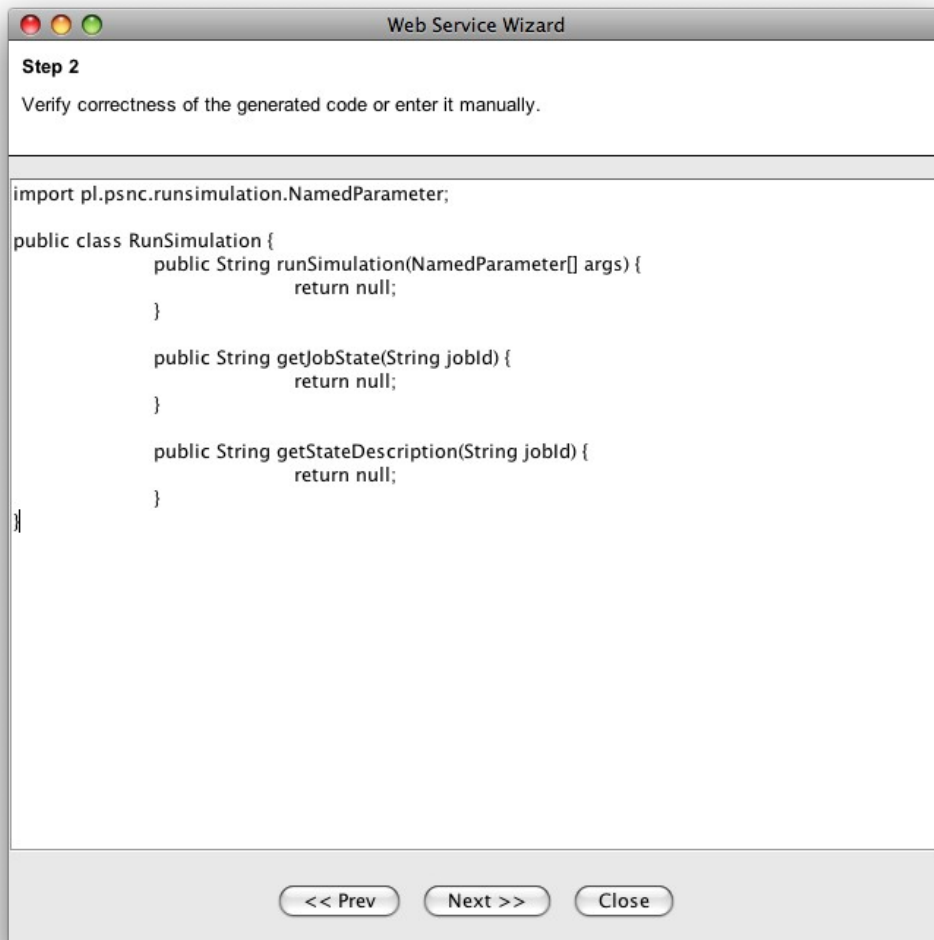 Web Service Wizard
Step 2
Verify correctness of the generated code or enter it manually.
import pl.psnc.runsimulation.NamedParameter;
public class RunSimulation {
public String runSimulation(NamedParameter[] args) {
return null;
}
public String getJobState(String jobId) {
return null;
}
public String getStateDescription(String jobId) {
return null;
}
}
<< Prev
Next >>
Close